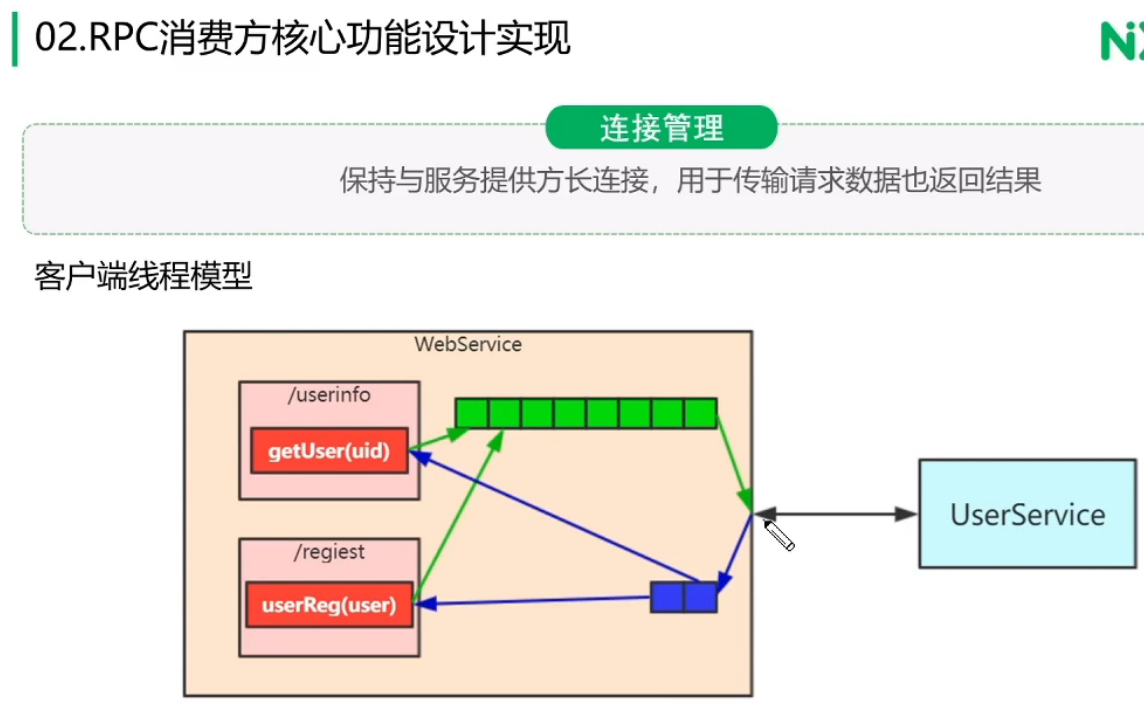 02.RPC消费方核心功能设计实现
连接管理
保持与服务提供方长连接，用于传输请求数据也返回结果
客户端线程模型
WebService
/userinfo
getUser(uid)
/regiest
userReg(user)
UserService